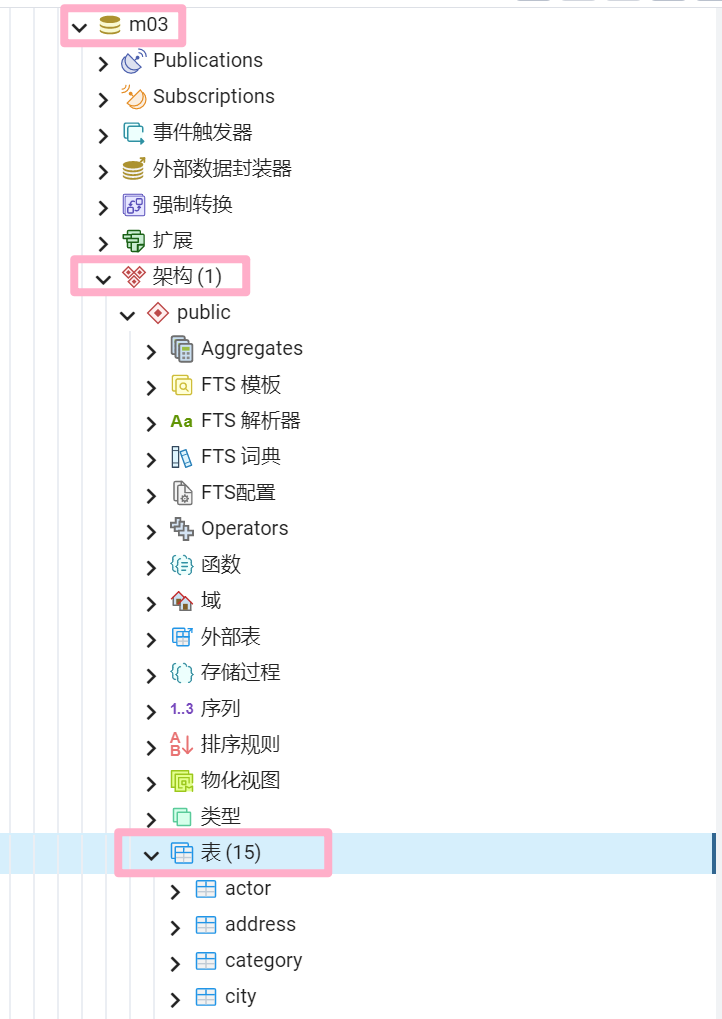 m03
Publications
Subscriptions
事件触发器
外部数据封装器
强制转换
扩展
架构 (1)
public
Aggregates
FTS 模板
Aa FTS 解析器
FTS 词典
FTS配置
Operators
函数
域
外部表
存储过程
1..3 序列
AB 排序规则
物化视图
类型
表 (15)
actor
address
category
city